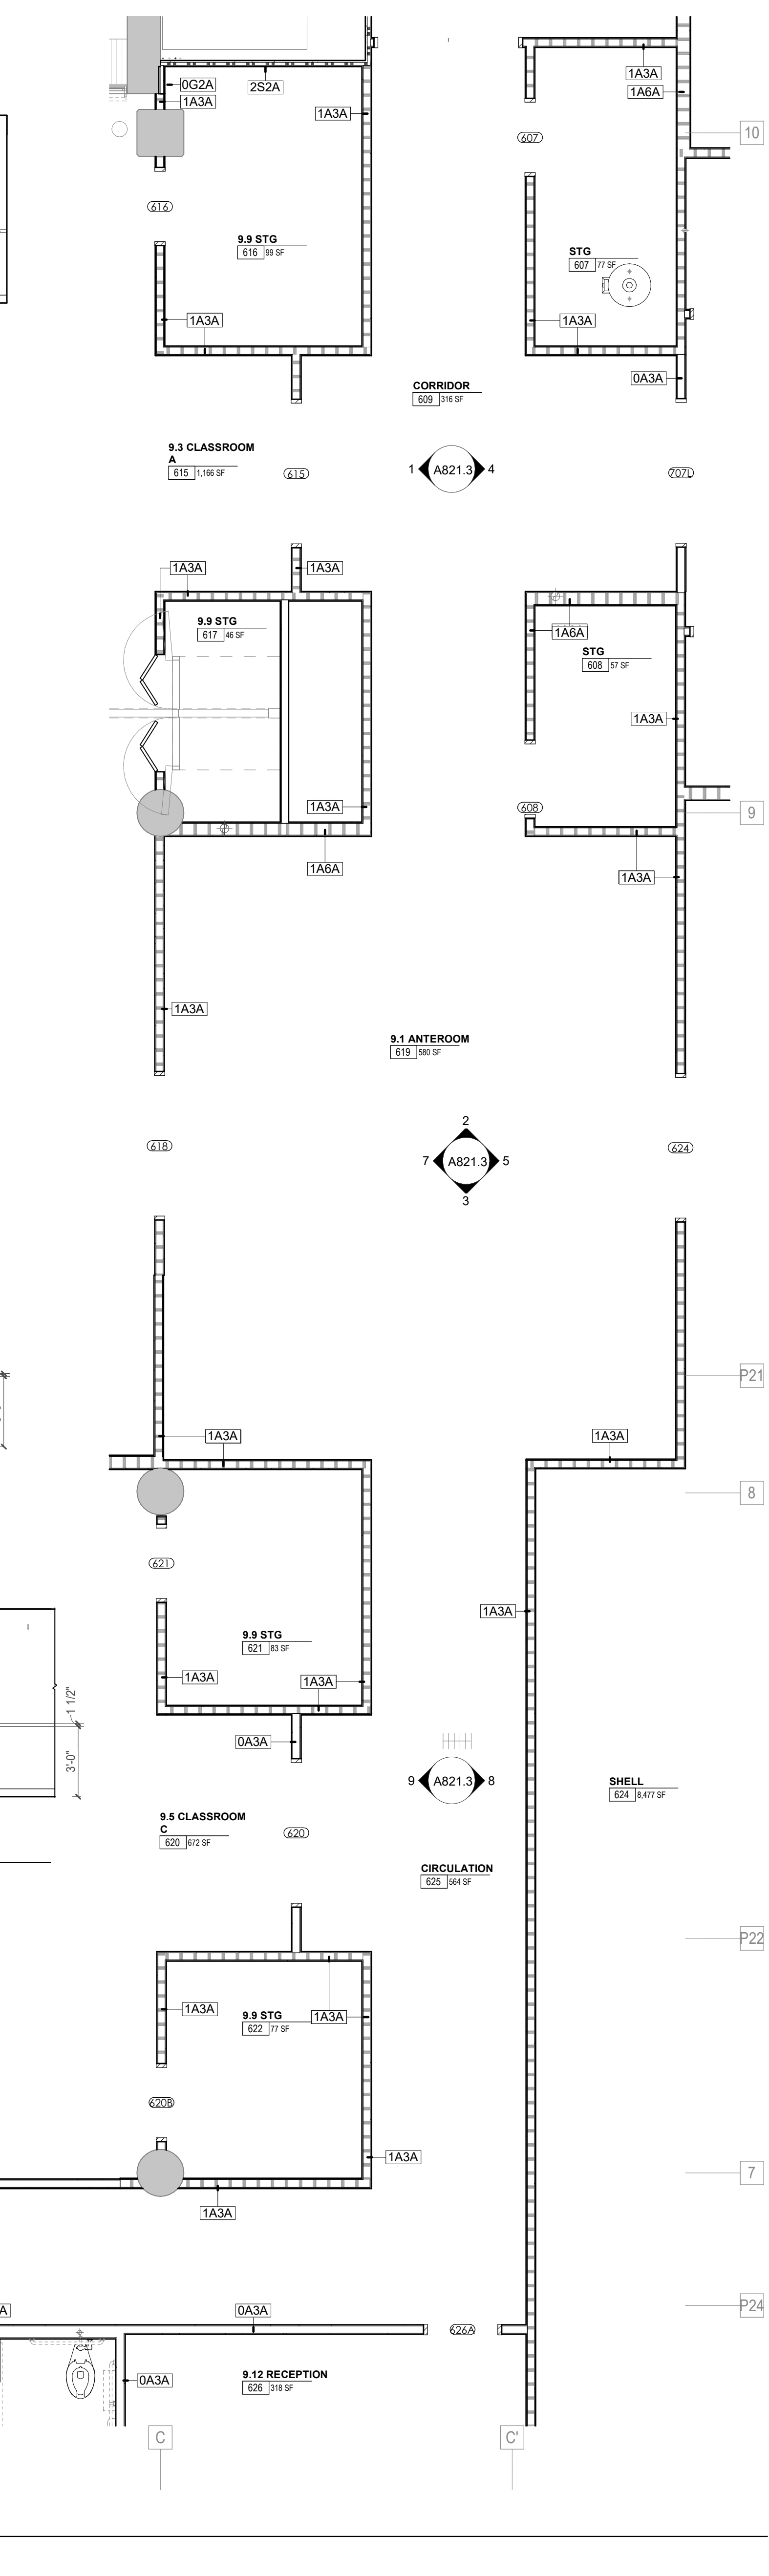 0G2A
2S2A
1A3A
1A3A
1A3A
1A6A
607
10
616
9.9 STG
616 99 SF
STG
607 77 SF
1A3A
1A3A
0A3A
CORRIDOR
609 316 SF
9.3 CLASSROOM
A
615 1,166 SF
615
1 A821.3 4
707L
1A3A
1A3A
9.9 STG
617 46 SF
1A6A
STG
608 57 SF
1A3A
1A3A
608
9
1A6A
1A3A
1A3A
9.1 ANTEROOM
619 580 SF
618
2
7 A821.3 5
3
624
P21
1A3A
1A3A
8
621
1A3A
9.9 STG
621 83 SF
1A3A
1A3A
1 1/2"
3'-0"
0A3A
9 A821.3 8
SHELL
624 8,477 SF
9.5 CLASSROOM
C
620 672 SF
620
CIRCULATION
625 564 SF
P22
1A3A
9.9 STG
622 77 SF
1A3A
620B
1A3A
7
1A3A
P24
A
0A3A
626A
9.12 RECEPTION
626 318 SF
0A3A
C
C'